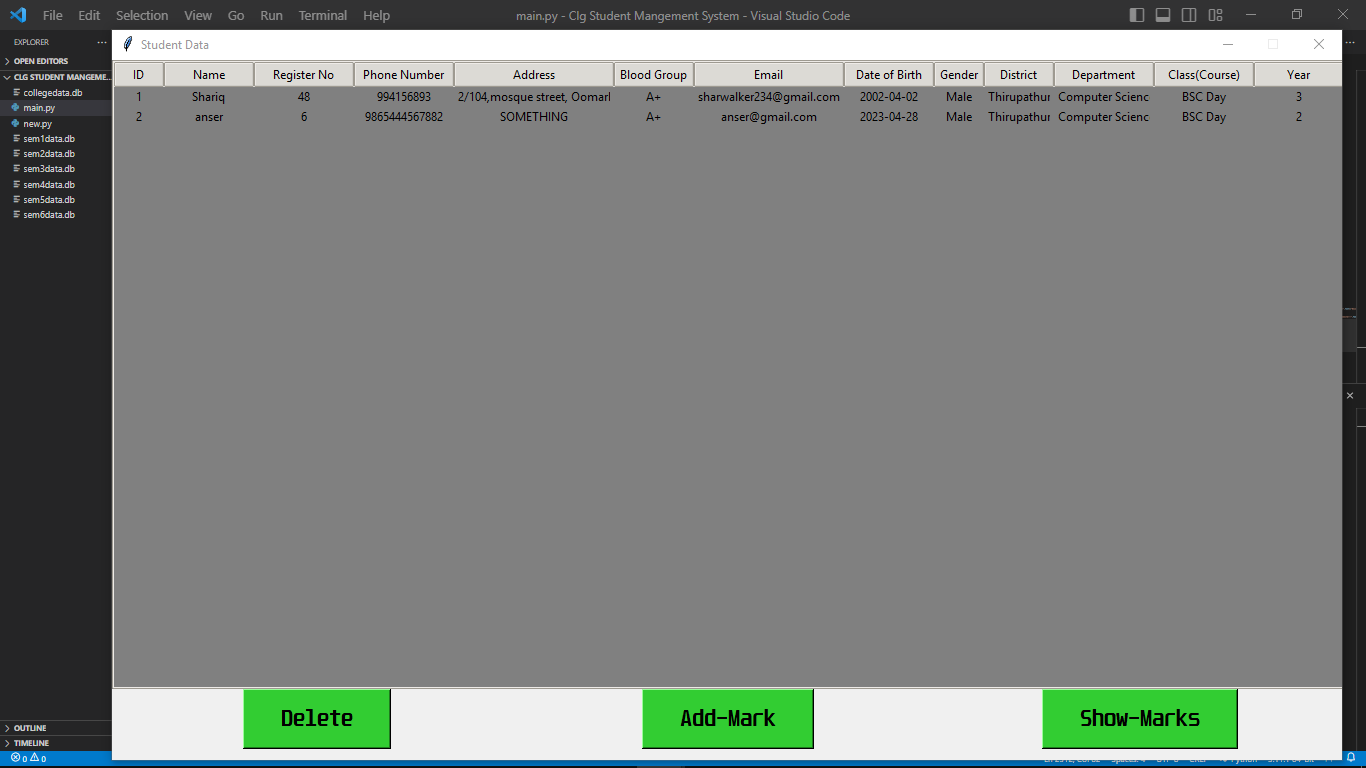 File Edit Selection View Go Run Terminal Help main.py - Clg Student Mangement System - Visual Studio Code
EXPLORER ...
OPEN EDITORS
CLG STUDENT MANGEME...
collegedata.db
main.py
new.py
sem1data.db
sem2data.db
sem3data.db
sem4data.db
sem5data.db
sem6data.db
OUTLINE
TIMELINE
0 0
Student Data
ID Name Register No Phone Number Address Blood Group Email Date of Birth Gender District Department Class(Course) Year
1 Shariq 48 994156893 2/104,mosque street, Oomarl A+ sharwalker234@gmail.com 2002-04-02 Male Thirupathur Computer Scienc BSC Day 3
2 anser 6 9865444567882 SOMETHING A+ anser@gmail.com 2023-04-28 Male Thirupathur Computer Scienc BSC Day 2
Delete Add-Mark Show-Marks